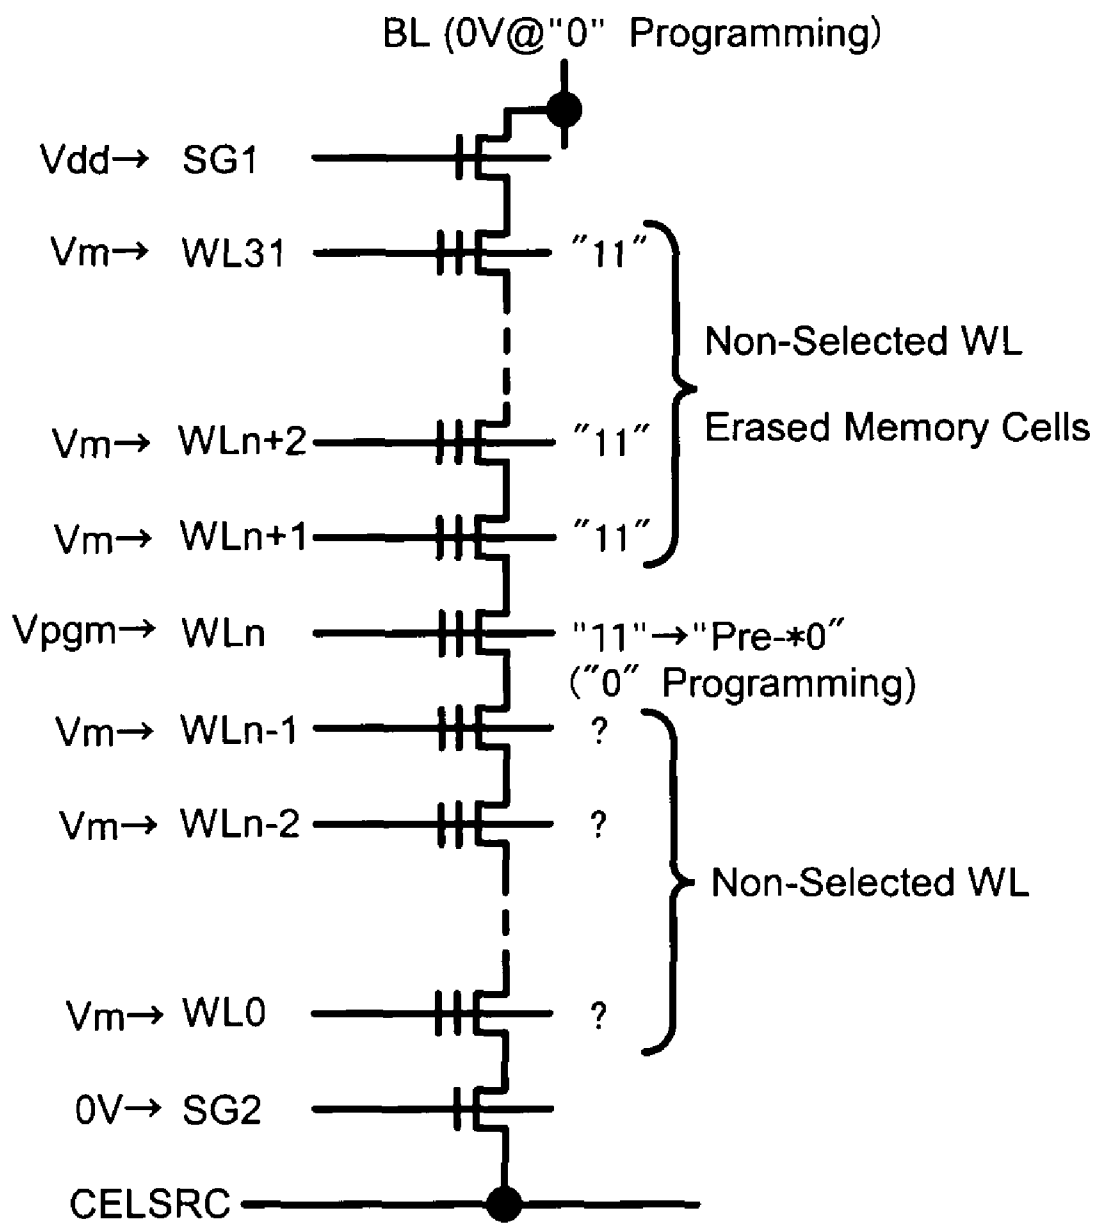 BL (0V@"0" Programming)
Vdd→ SG1
Vm→ WL31 "11"
Non-Selected WL
Erased Memory Cells
Vm→ WLn+2 "11"
Vm→ WLn+1 "11"
Vpgm→ WLn "11"→"Pre-*0"
("0" Programming)
Vm→ WLn-1 ?
Vm→ WLn-2 ?
Non-Selected WL
Vm→ WL0 ?
0V→ SG2
CELSRC